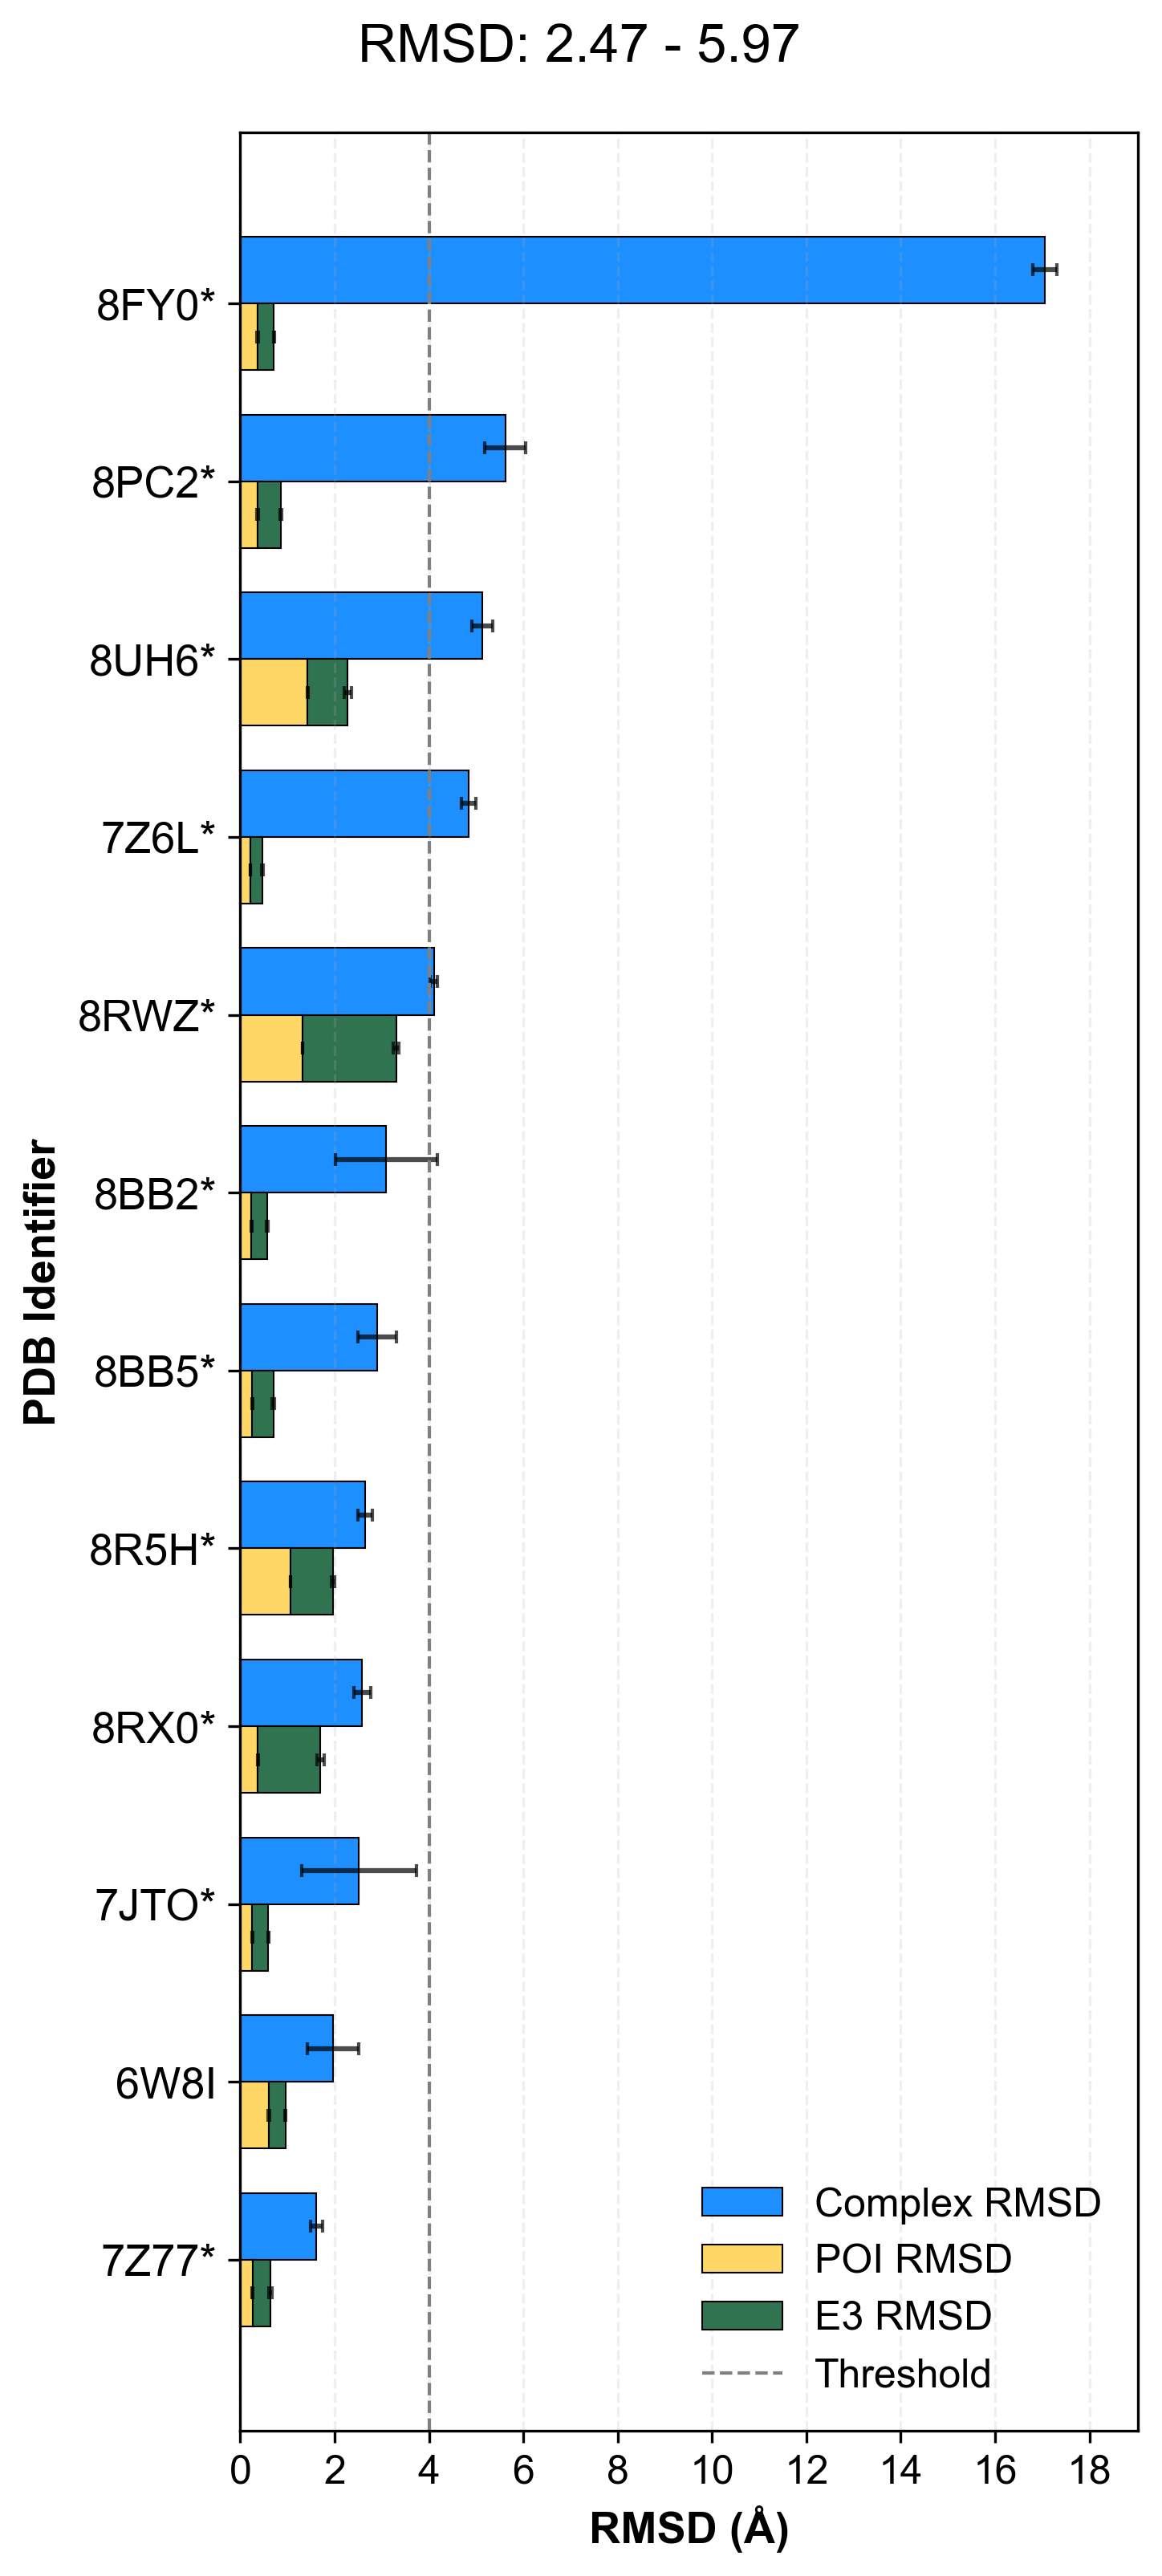 RMSD: 2.47 - 5.97
8FY0*
8PC2*
8UH6*
7Z6L*
8RWZ*
8BB2*
8BB5*
8R5H*
8RX0*
7JTO*
6W8I
7Z77*
PDB Identifier
Complex RMSD
POI RMSD
E3 RMSD
Threshold
0 2 4 6 8 10 12 14 16 18
RMSD (Å)